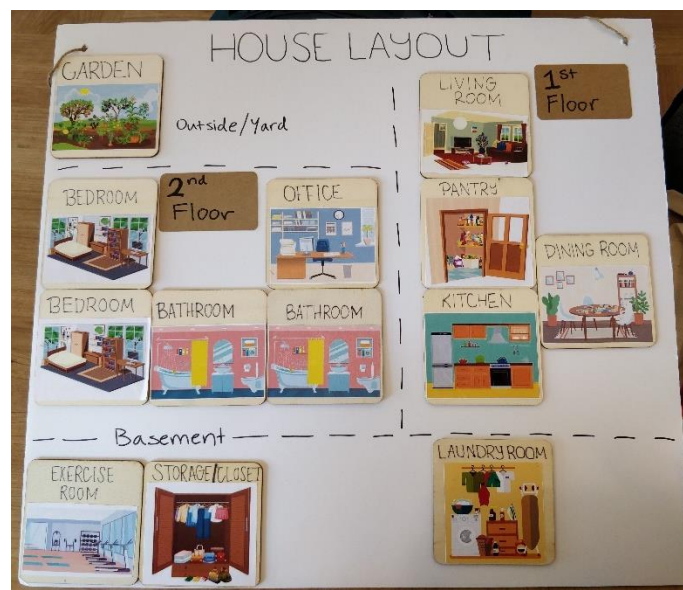 HOUSE LAYOUT
GARDEN
Outside/Yard
LIVING
ROOM
1st
Floor
BEDROOM
2nd
Floor
OFFICE
PANTRY
DINING ROOM
BEDROOM
BATHROOM
BATHROOM
KITCHEN
Basement
EXERCISE
ROOM
STORAGE/CLOSET
LAUNDRY ROOM